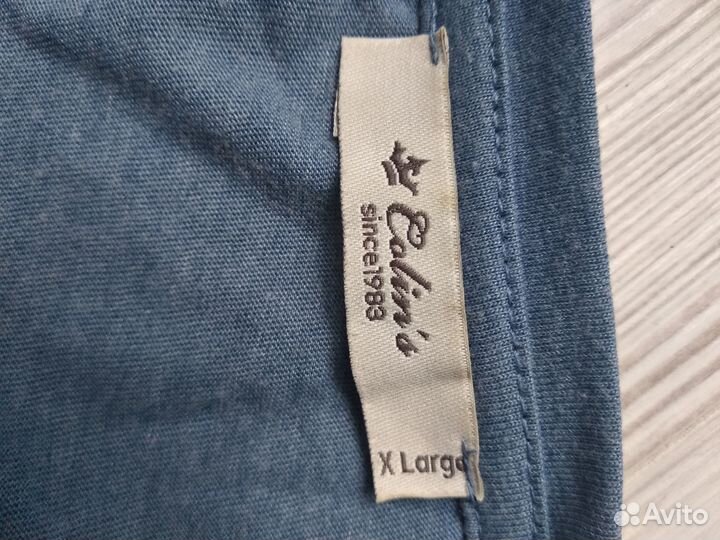 Colin's
since1983
X Large
Avito